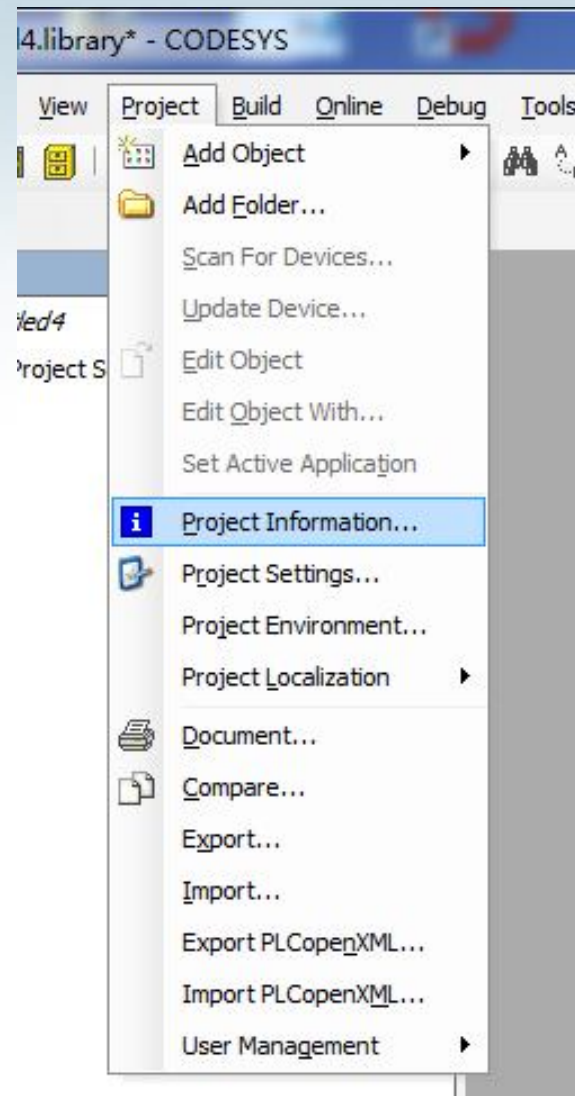 d4.library* - CODESYS
View Project Build Online Debug Tools
Add Object
Add Folder...
Scan For Devices...
Update Device...
tled4
Edit Object
Project S
Edit Object With...
Set Active Application
Project Information...
Project Settings...
Project Environment...
Project Localization
Document...
Compare...
Export...
Import...
Export PLCopenXML...
Import PLCopenXML...
User Management